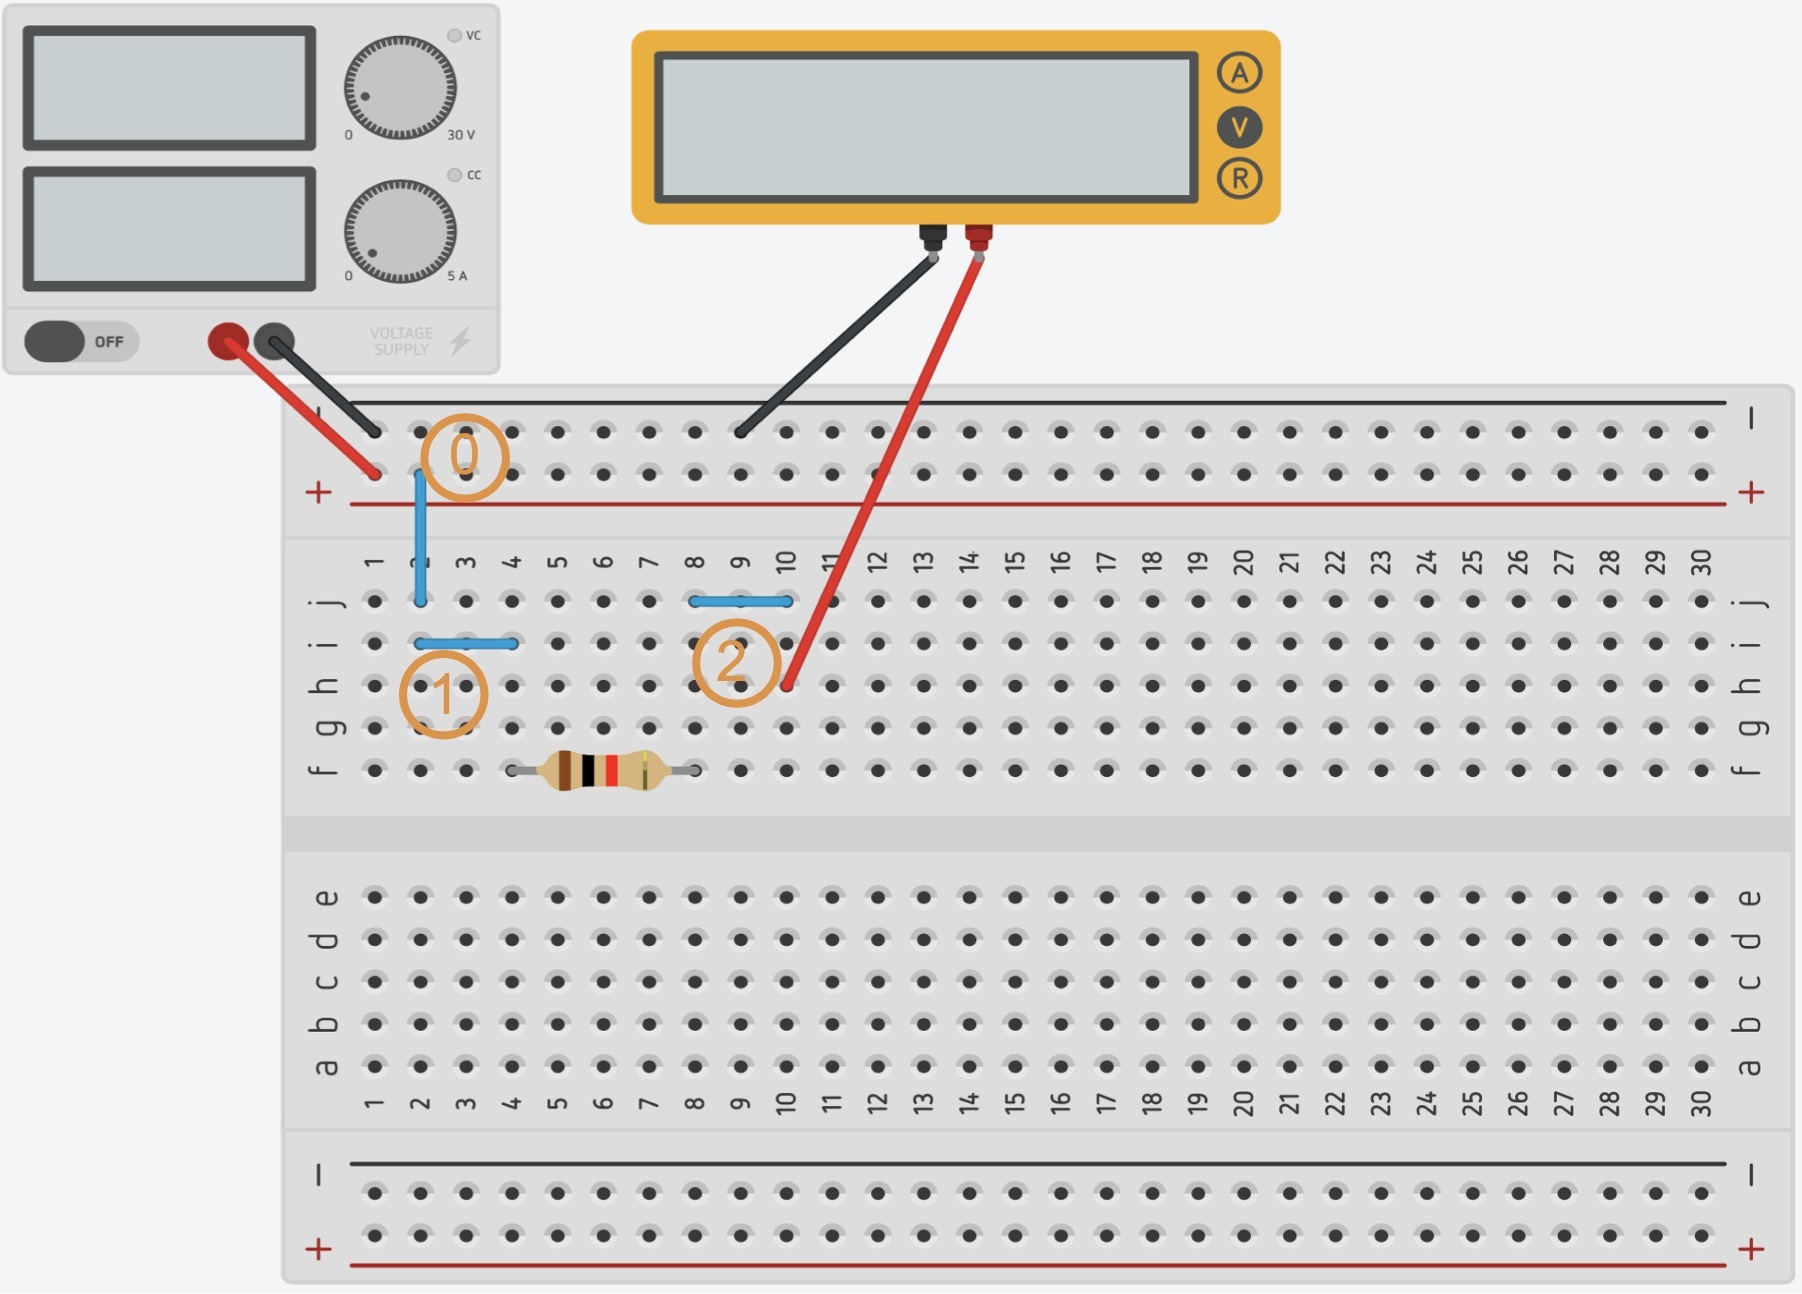 VC
0 30 V
CC
0 5 A
OFF
VOLTAGE
SUPPLY
A
V
R
− −
0
+ +
1 2 3 4 5 6 7 8 9 10 11 12 13 14 15 16 17 18 19 20 21 22 23 24 25 26 27 28 29 30
j j
i i
2
h h
1
g g
f f
e e
d d
c c
b b
a a
1 2 3 4 5 6 7 8 9 10 11 12 13 14 15 16 17 18 19 20 21 22 23 24 25 26 27 28 29 30
− −
+ +